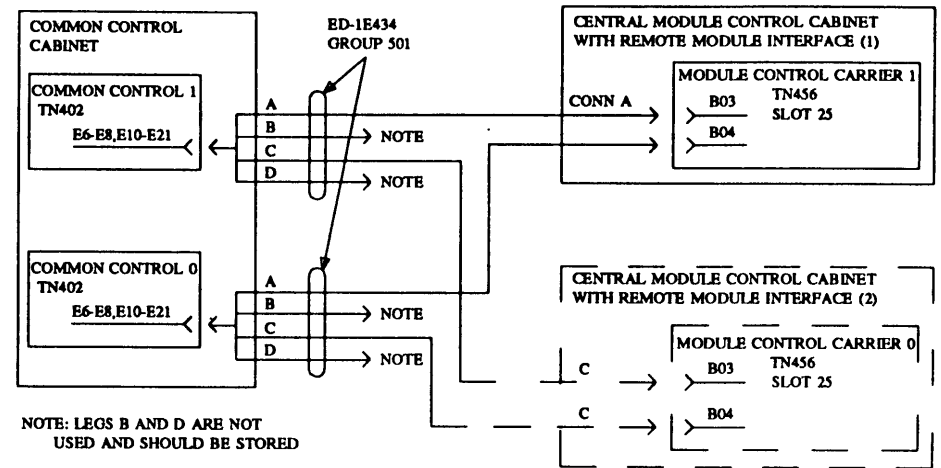 COMMON CONTROL
CABINET
COMMON CONTROL 1
TN402
E6-E8,E10-E21
ED-1E434
GROUP 501
A
B
C
D
NOTE
NOTE
CENTRAL MODULE CONTROL CABINET
WITH REMOTE MODULE INTERFACE (1)
MODULE CONTROL CARRIER 1
TN456
SLOT 25
CONN A
B03
B04
COMMON CONTROL 0
TN402
E6-E8,E10-E21
A
B
C
D
NOTE
NOTE
CENTRAL MODULE CONTROL CABINET
WITH REMOTE MODULE INTERFACE (2)
MODULE CONTROL CARRIER 0
TN456
SLOT 25
C
B03
C
B04
NOTE: LEGS B AND D ARE NOT
USED AND SHOULD BE STORED